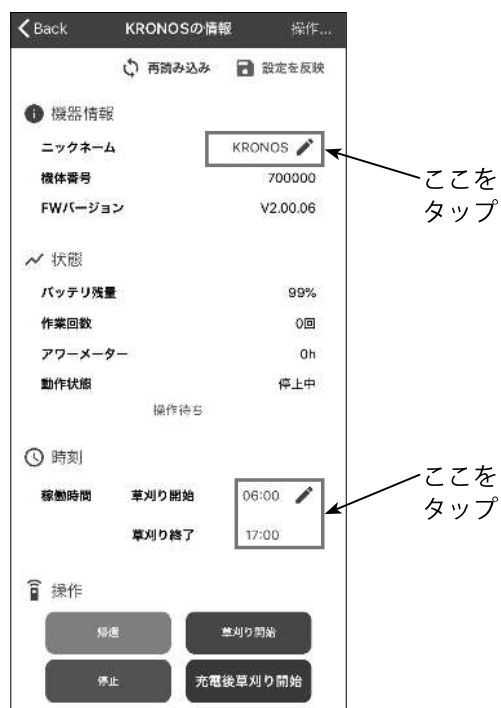 Back KRONOSの情報 操作...
再読み込み 設定を反映
機器情報
ニックネーム KRONOS
ここを
タップ
機体番号 700000
FWバージョン V2.00.06
状態
バッテリ残量 99%
作業回数 0回
アワーメーター 0h
動作状態 停止中
操作待ち
時刻
稼働時間 草刈り開始 06:00
草刈り終了 17:00
ここを
タップ
操作
帰還 草刈り開始
停止 充電後草刈り開始